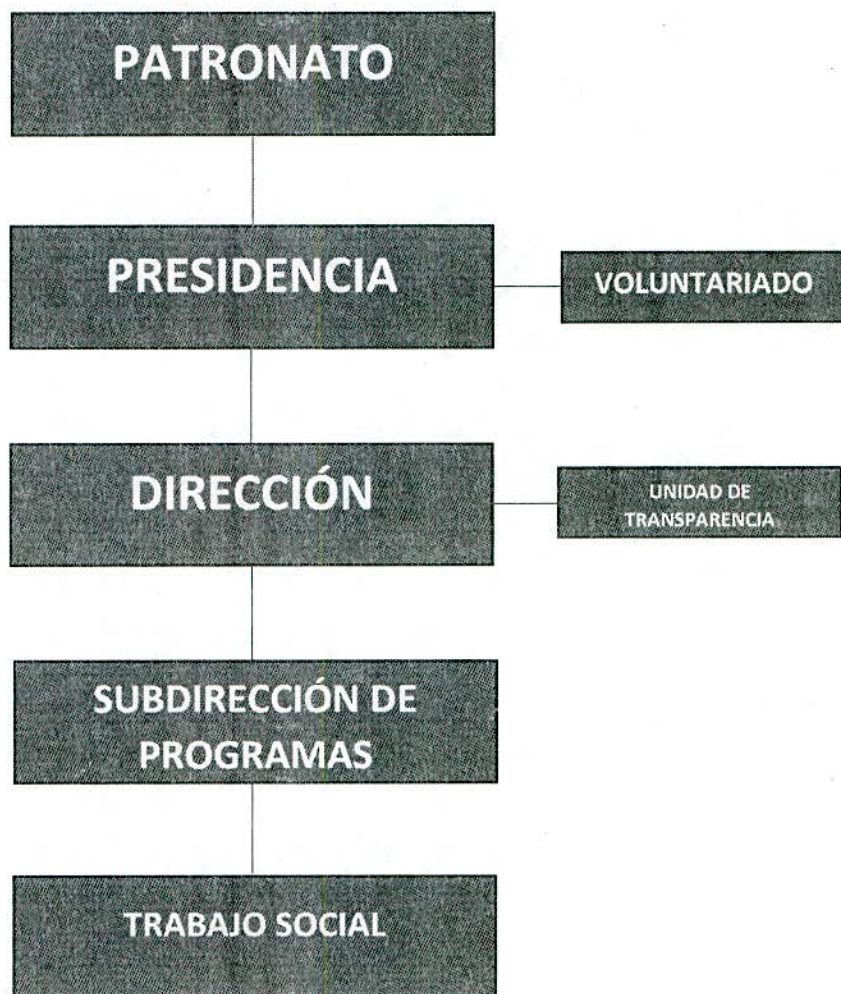 PATRONATO
PRESIDENCIA
VOLUNTARIADO
DIRECCIÓN
UNIDAD DE
TRANSPARENCIA
SUBDIRECCIÓN DE
PROGRAMAS
TRABAJO SOCIAL